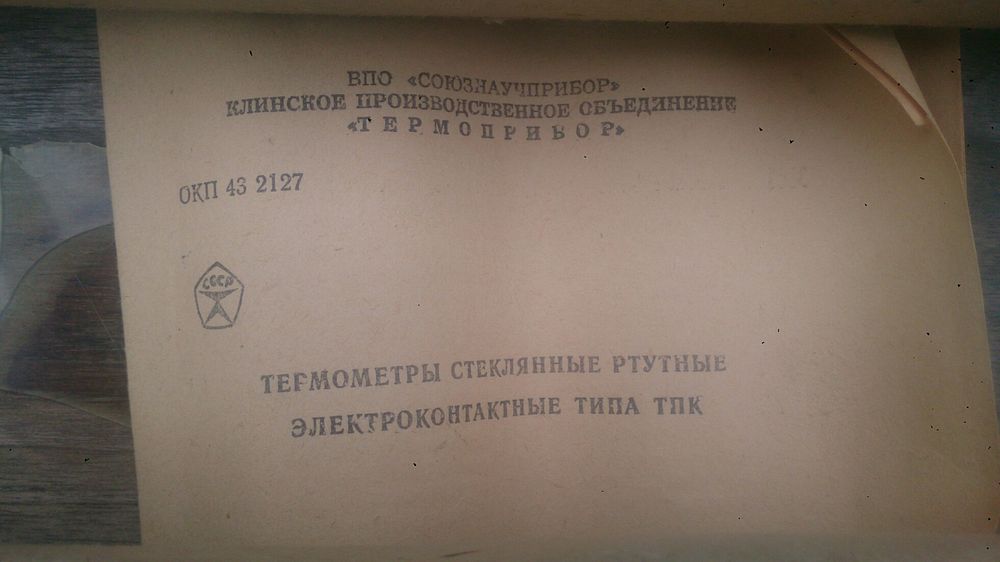 ВПО «СОЮЗНАУЧПРИБОР»
КЛИНСКОЕ ПРОИЗВОДСТВЕННОЕ ОБЪЕДИНЕНИЕ
«ТЕРМОПРИБОР»
ОКП 43 2127
СССР
ТЕРМОМЕТРЫ СТЕКЛЯННЫЕ РТУТНЫЕ
ЭЛЕКТРОКОНТАКТНЫЕ ТИПА ТПК